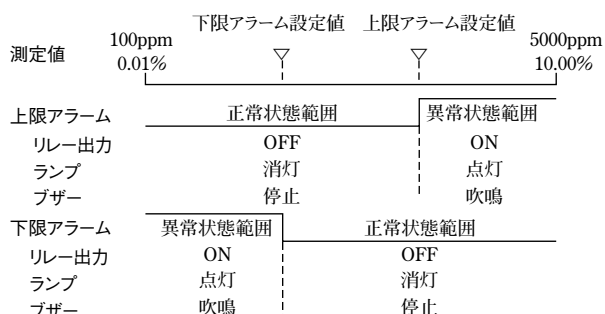 下限アラーム設定値 上限アラーム設定値
100ppm 5000ppm
測定値
0.01% 10.00%
上限アラーム 正常状態範囲 異常状態範囲
リレー出力 OFF ON
ランプ 消灯 点灯
ブザー 停止 吹鳴
下限アラーム 異常状態範囲 正常状態範囲
リレー出力 ON OFF
ランプ 点灯 消灯
ブザー 吹鳴 停止